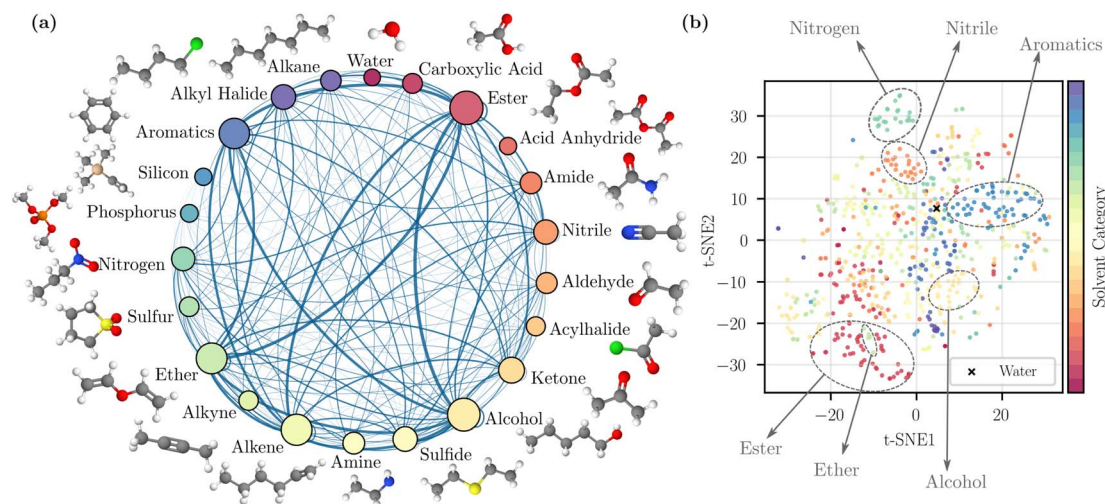 (a)
Water
Alkane
Carboxylic Acid
Alkyl Halide
Ester
Aromatics
Acid Anhydride
Silicon
Amide
Phosphorus
Nitrile
Nitrogen
Aldehyde
Sulfur
Acylhalide
Ether
Ketone
Alkyne
Alcohol
Alkene
Sulfide
Amine
(b)
Nitrogen
Nitrile
Aromatics
30
20
10
0
−10
−20
−30
t-SNE2
× Water
−20
0
20
t-SNE1
Solvent Category
Ester
Ether
Alcohol